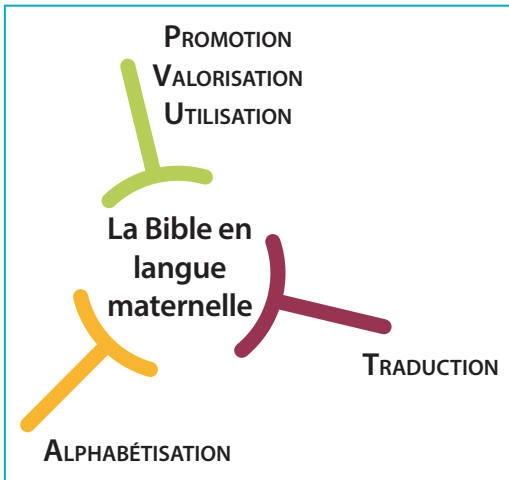 PROMOTION
VALORISATION
UTILISATION
La Bible en
langue
maternelle
TRADUCTION
ALPHABÉTISATION